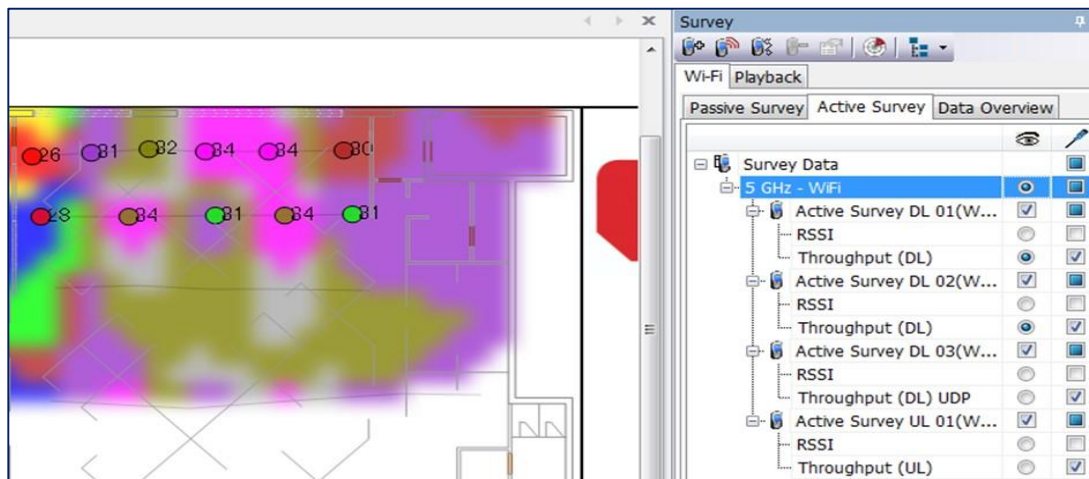 Survey
Wi-Fi Playback
Passive Survey Active Survey Data Overview
Survey Data
5 GHz - WiFi
Active Survey DL 01(W...
RSSI
Throughput (DL)
Active Survey DL 02(W...
RSSI
Throughput (DL)
Active Survey DL 03(W...
RSSI
Throughput (DL) UDP
Active Survey UL 01(W...
RSSI
Throughput (UL)
26 31 32 34 34 30
28 34 31 34 31